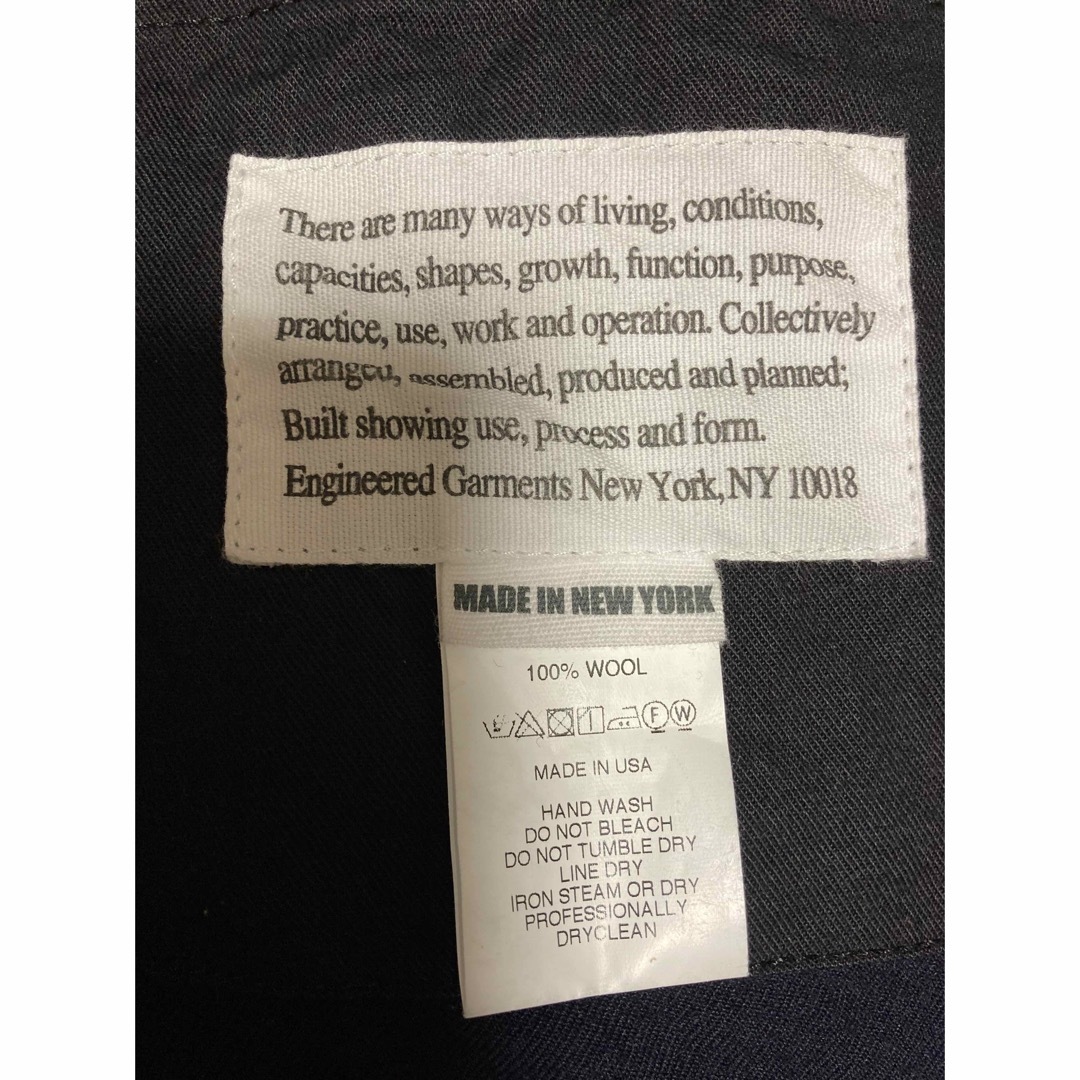 There are many ways of living, conditions,
capacities, shapes, growth, function, purpose,
practice, use, work and operation. Collectively
arranged, assembled, produced and planned;
Built showing use, process and form.
Engineered Garments New York, NY 10018
MADE IN NEW YORK
100% WOOL
F W
MADE IN USA
HAND WASH
DO NOT BLEACH
DO NOT TUMBLE DRY
LINE DRY
IRON STEAM OR DRY
PROFESSIONALLY
DRYCLEAN